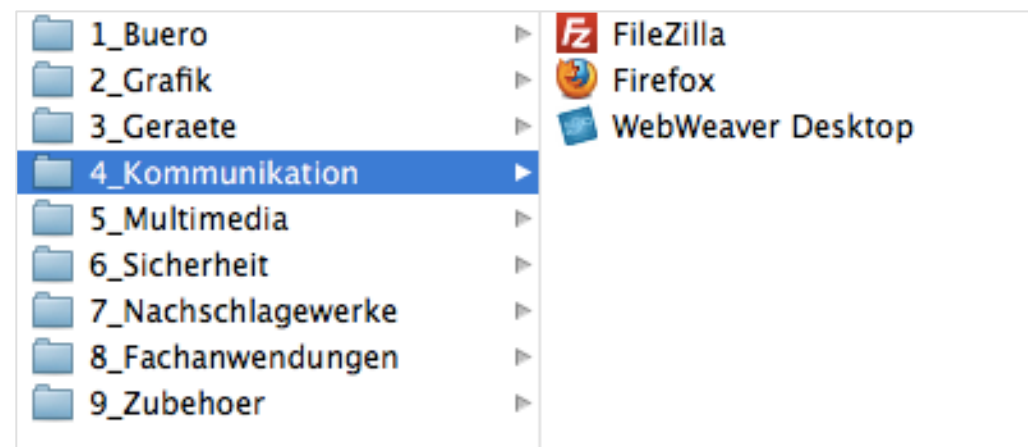 1_Buero
2_Grafik
3_Geraete
4_Kommunikation
5_Multimedia
6_Sicherheit
7_Nachschlagewerke
8_Fachanwendungen
9_Zubehoer
FileZilla
Firefox
WebWeaver Desktop